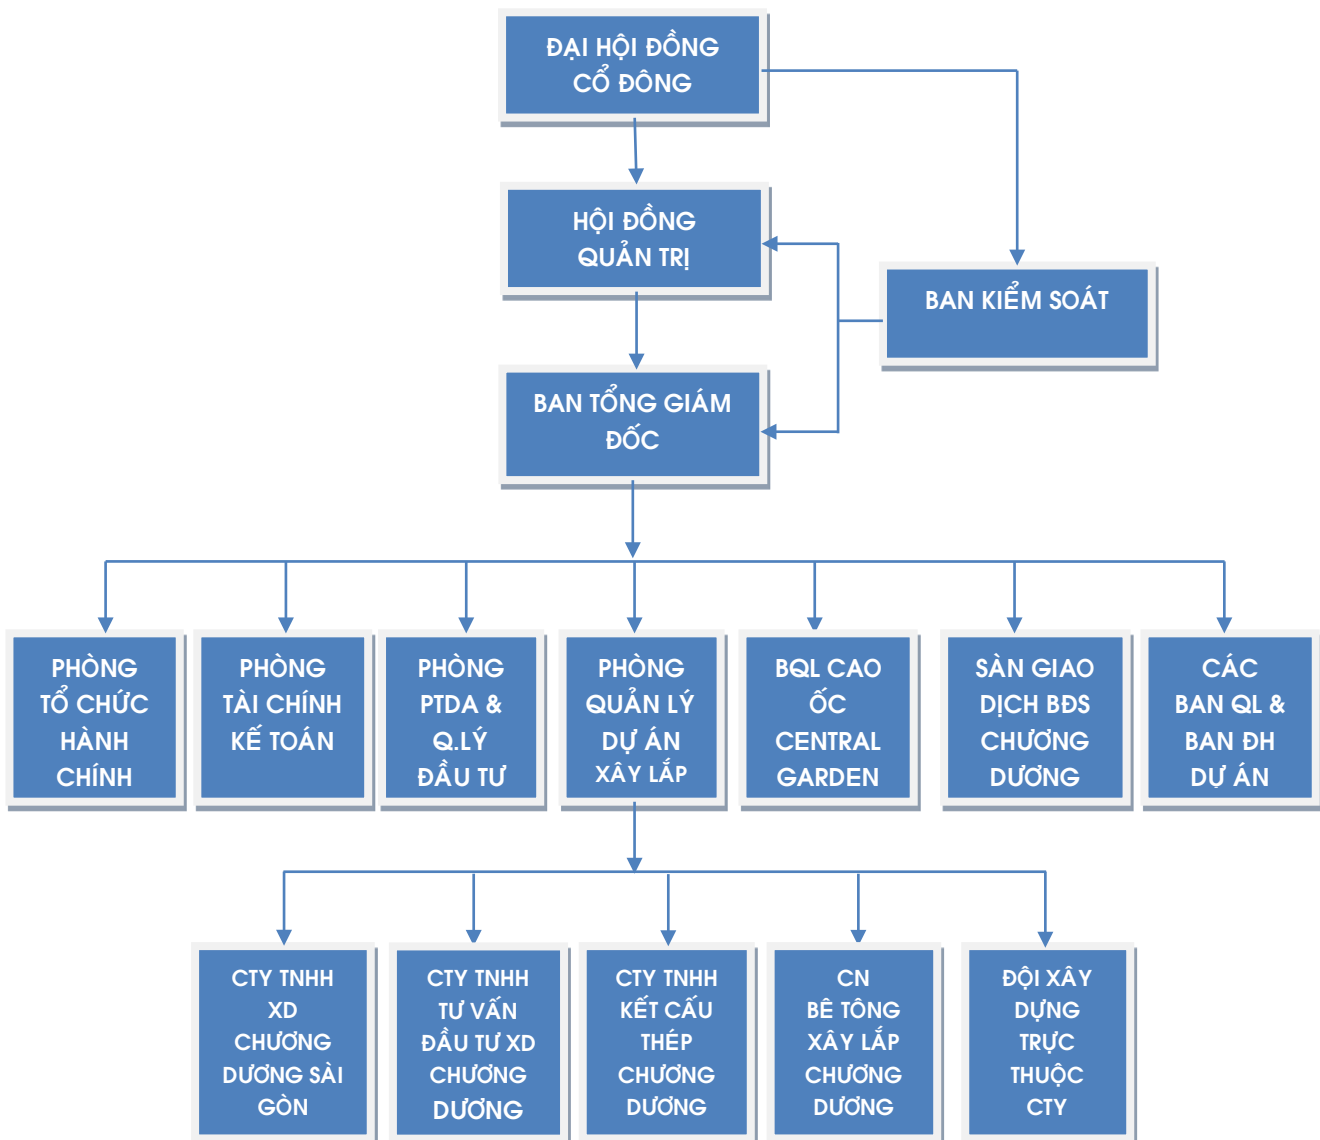 ĐẠI HỘI ĐỒNG
CỔ ĐÔNG
HỘI ĐỒNG
QUẢN TRỊ
BAN KIỂM SOÁT
BAN TỔNG GIÁM
ĐỐC
PHÒNG
TỔ CHỨC
HÀNH
CHÍNH
PHÒNG
TÀI CHÍNH
KẾ TOÁN
PHÒNG
PTDA &
Q.LÝ
ĐẦU TƯ
PHÒNG
QUẢN LÝ
DỰ ÁN
XÂY LẮP
BQL CAO
ỐC
CENTRAL
GARDEN
SÀN GIAO
DỊCH BĐS
CHƯƠNG
DƯƠNG
CÁC
BAN QL &
BAN ĐH
DỰ ÁN
CTY TNHH
XD
CHƯƠNG
DƯƠNG SÀI
GÒN
CTY TNHH
TƯ VẤN
ĐẦU TƯ XD
CHƯƠNG
DƯƠNG
CTY TNHH
KẾT CẤU
THÉP
CHƯƠNG
DƯƠNG
CN
BÊ TÔNG
XÂY LẮP
CHƯƠNG
DƯƠNG
ĐỘI XÂY
DỰNG
TRỰC
THUỘC
CTY